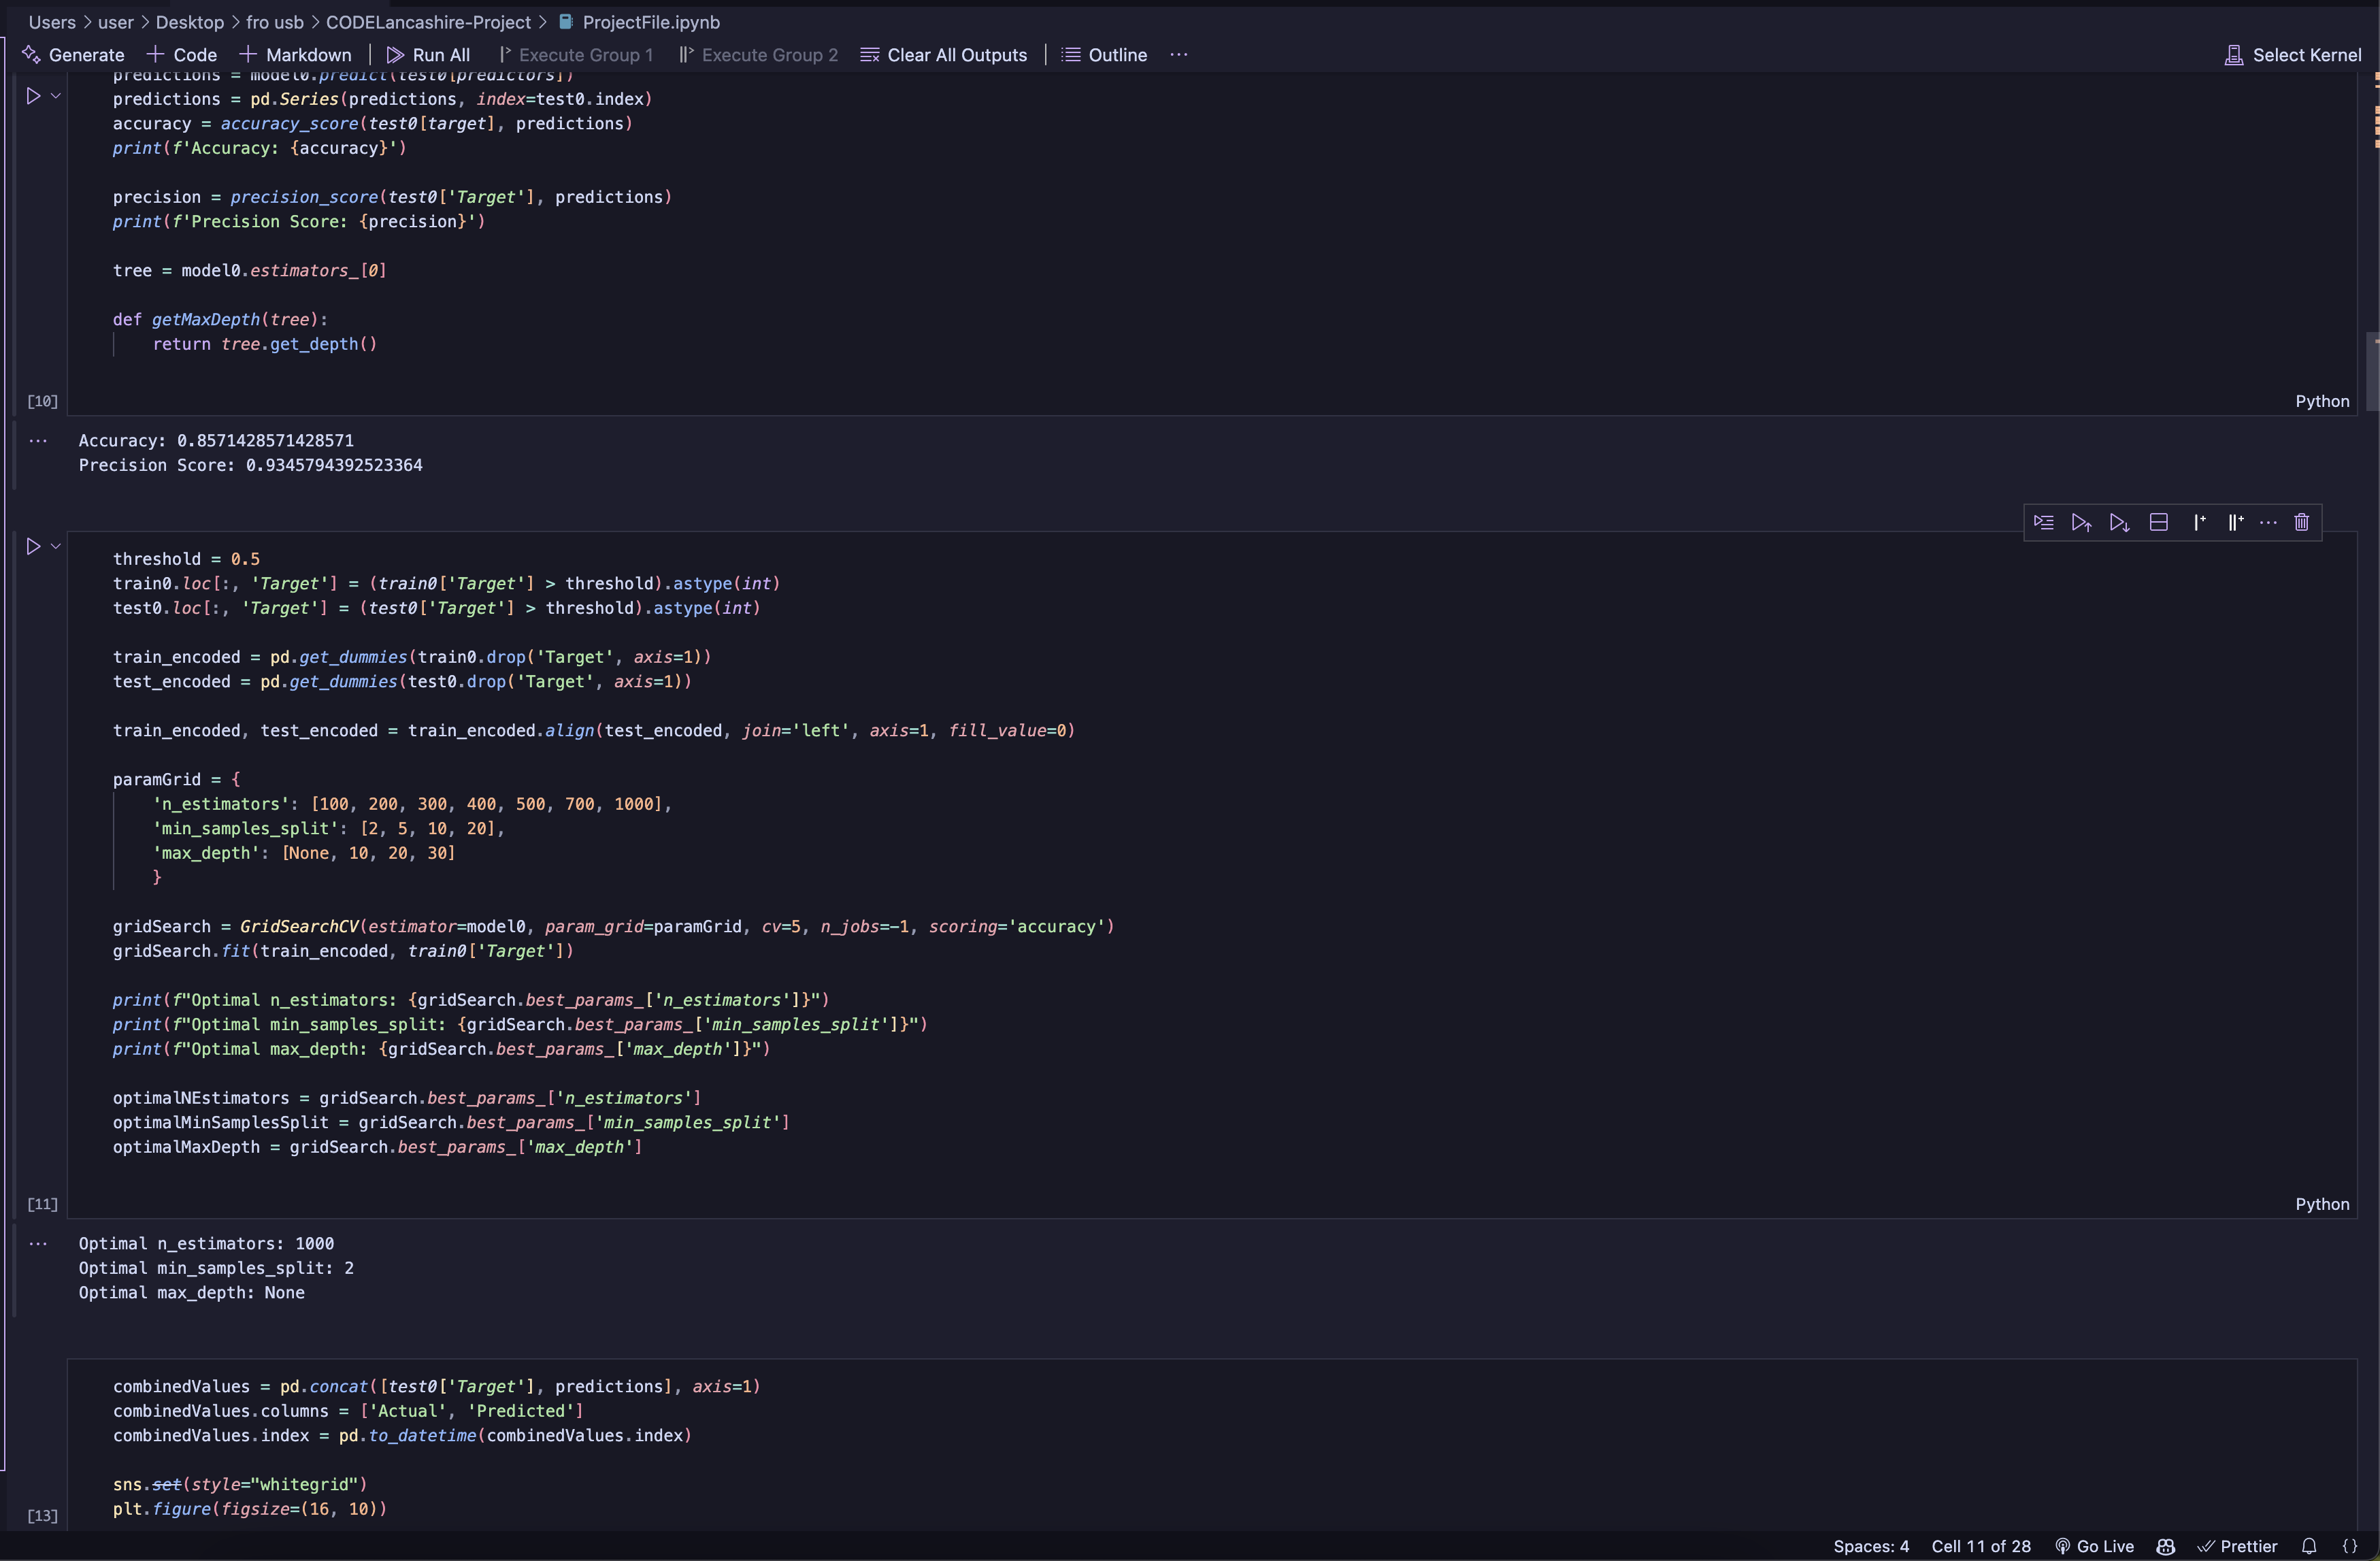 Users > user > Desktop > fro usb > CODELancashire-Project > ProjectFile.ipynb
Generate + Code + Markdown | Run All Execute Group 1 Execute Group 2 Clear All Outputs | Outline ... Select Kernel
predictions = model0.predict(test0[predictors])
predictions = pd.Series(predictions, index=test0.index)
accuracy = accuracy_score(test0[target], predictions)
print(f'Accuracy: {accuracy}')
precision = precision_score(test0['Target'], predictions)
print(f'Precision Score: {precision}')
tree = model0.estimators_[0]
def getMaxDepth(tree):
    return tree.get_depth()
[10] Python
... Accuracy: 0.8571428571428571
Precision Score: 0.9345794392523364
threshold = 0.5
train0.loc[:, 'Target'] = (train0['Target'] > threshold).astype(int)
test0.loc[:, 'Target'] = (test0['Target'] > threshold).astype(int)
train_encoded = pd.get_dummies(train0.drop('Target', axis=1))
test_encoded = pd.get_dummies(test0.drop('Target', axis=1))
train_encoded, test_encoded = train_encoded.align(test_encoded, join='left', axis=1, fill_value=0)
paramGrid = {
    'n_estimators': [100, 200, 300, 400, 500, 700, 1000],
    'min_samples_split': [2, 5, 10, 20],
    'max_depth': [None, 10, 20, 30]
    }
gridSearch = GridSearchCV(estimator=model0, param_grid=paramGrid, cv=5, n_jobs=-1, scoring='accuracy')
gridSearch.fit(train_encoded, train0['Target'])
print(f"Optimal n_estimators: {gridSearch.best_params_['n_estimators']}")
print(f"Optimal min_samples_split: {gridSearch.best_params_['min_samples_split']}")
print(f"Optimal max_depth: {gridSearch.best_params_['max_depth']}")
optimalNEstimators = gridSearch.best_params_['n_estimators']
optimalMinSamplesSplit = gridSearch.best_params_['min_samples_split']
optimalMaxDepth = gridSearch.best_params_['max_depth']
[11] Python
... Optimal n_estimators: 1000
Optimal min_samples_split: 2
Optimal max_depth: None
combinedValues = pd.concat([test0['Target'], predictions], axis=1)
combinedValues.columns = ['Actual', 'Predicted']
combinedValues.index = pd.to_datetime(combinedValues.index)
sns.set(style="whitegrid")
plt.figure(figsize=(16, 10))
[13]
Spaces: 4 Cell 11 of 28 Go Live Prettier {}